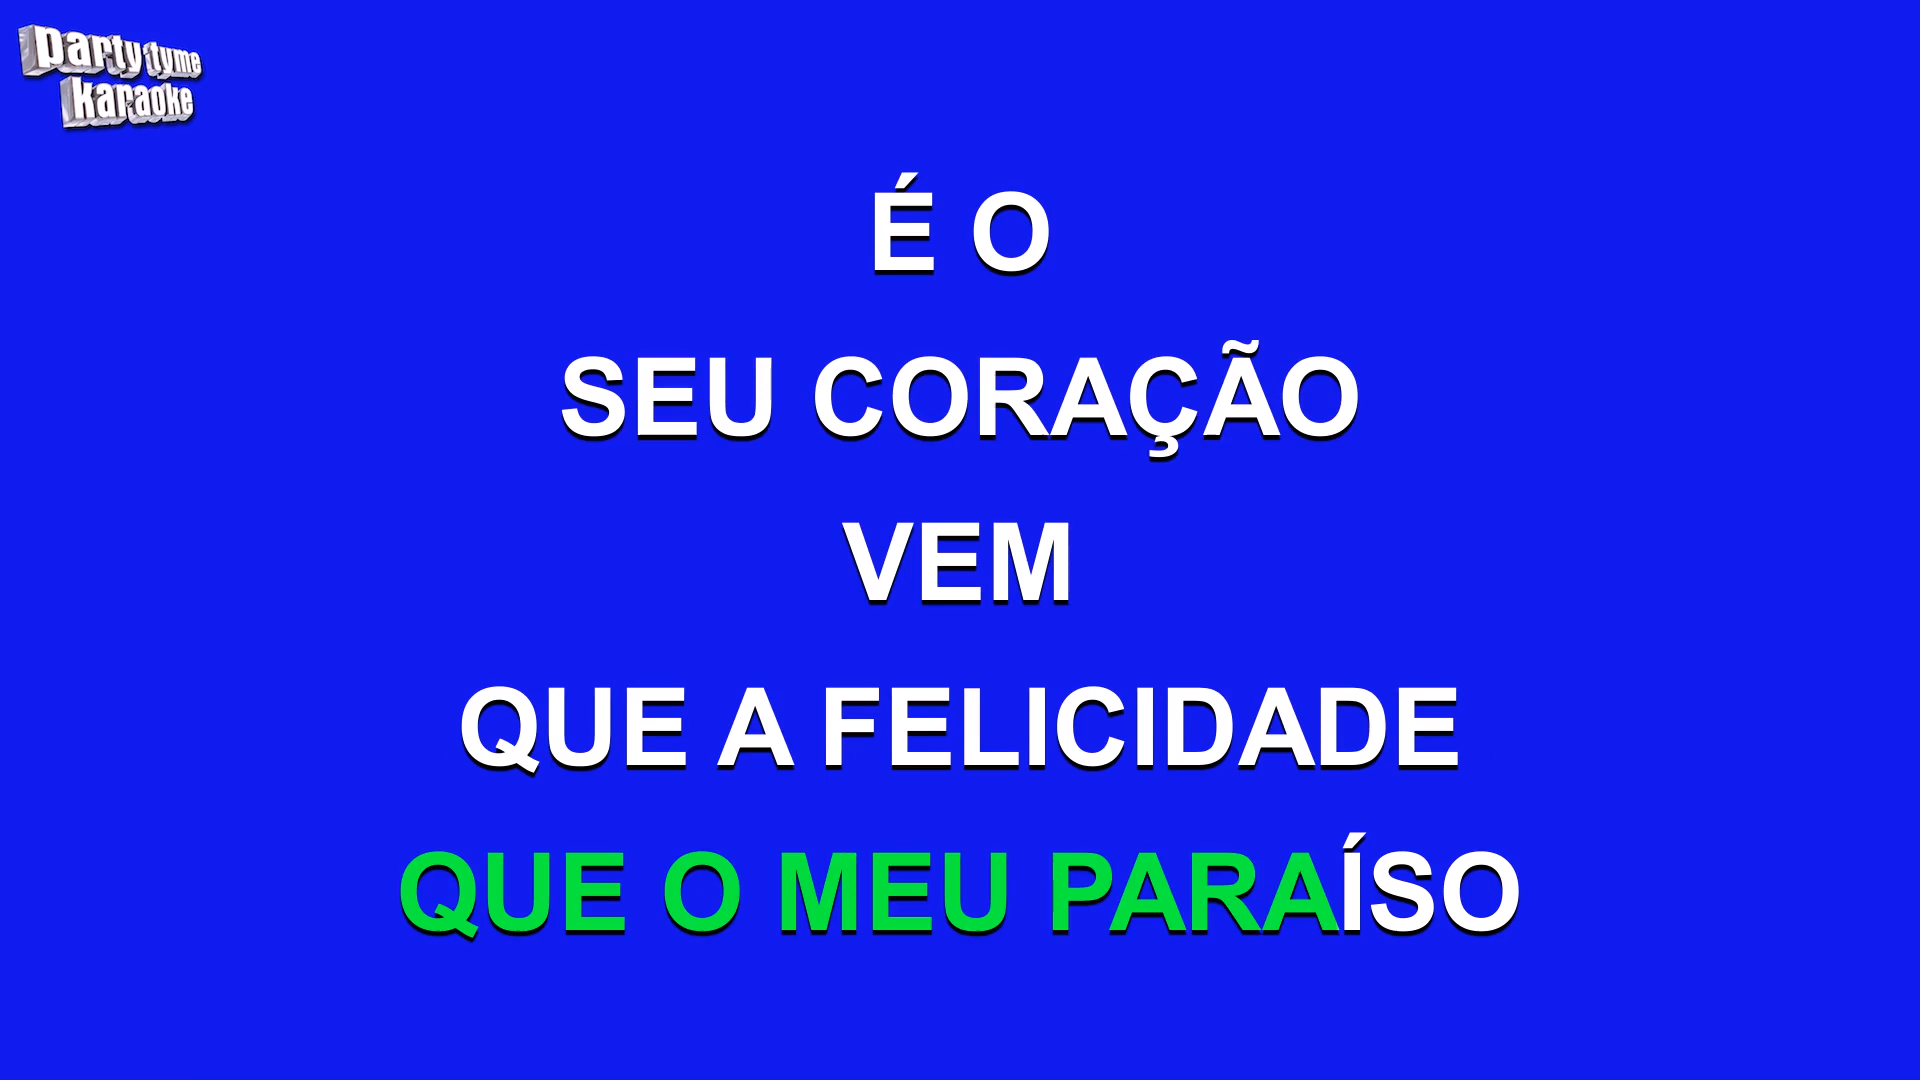 party tyme
karaoke
É O
SEU CORAÇÃO
VEM
QUE A FELICIDADE
QUE O MEU PARAÍSO